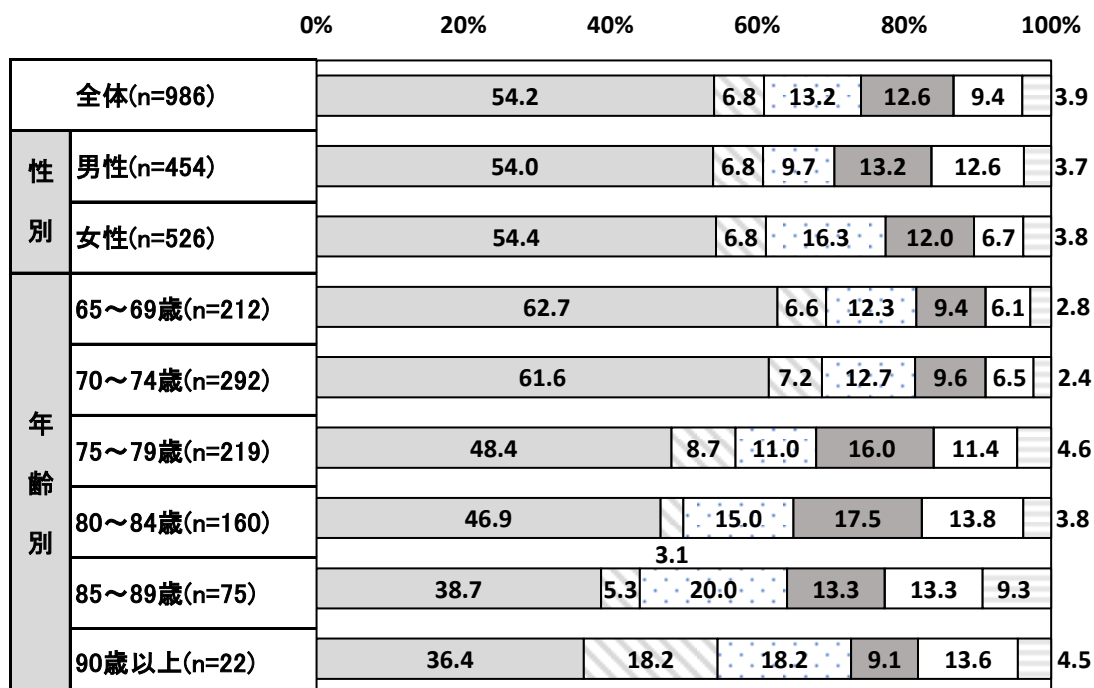 0% 20% 40% 60% 80% 100%
全体(n=986) 54.2 6.8 13.2 12.6 9.4 3.9
性別
男性(n=454) 54.0 6.8 9.7 13.2 12.6 3.7
女性(n=526) 54.4 6.8 16.3 12.0 6.7 3.8
年齢別
65～69歳(n=212) 62.7 6.6 12.3 9.4 6.1 2.8
70～74歳(n=292) 61.6 7.2 12.7 9.6 6.5 2.4
75～79歳(n=219) 48.4 8.7 11.0 16.0 11.4 4.6
80～84歳(n=160) 46.9 3.1 15.0 17.5 13.8 3.8
85～89歳(n=75) 38.7 5.3 20.0 13.3 13.3 9.3
90歳以上(n=22) 36.4 18.2 18.2 9.1 13.6 4.5